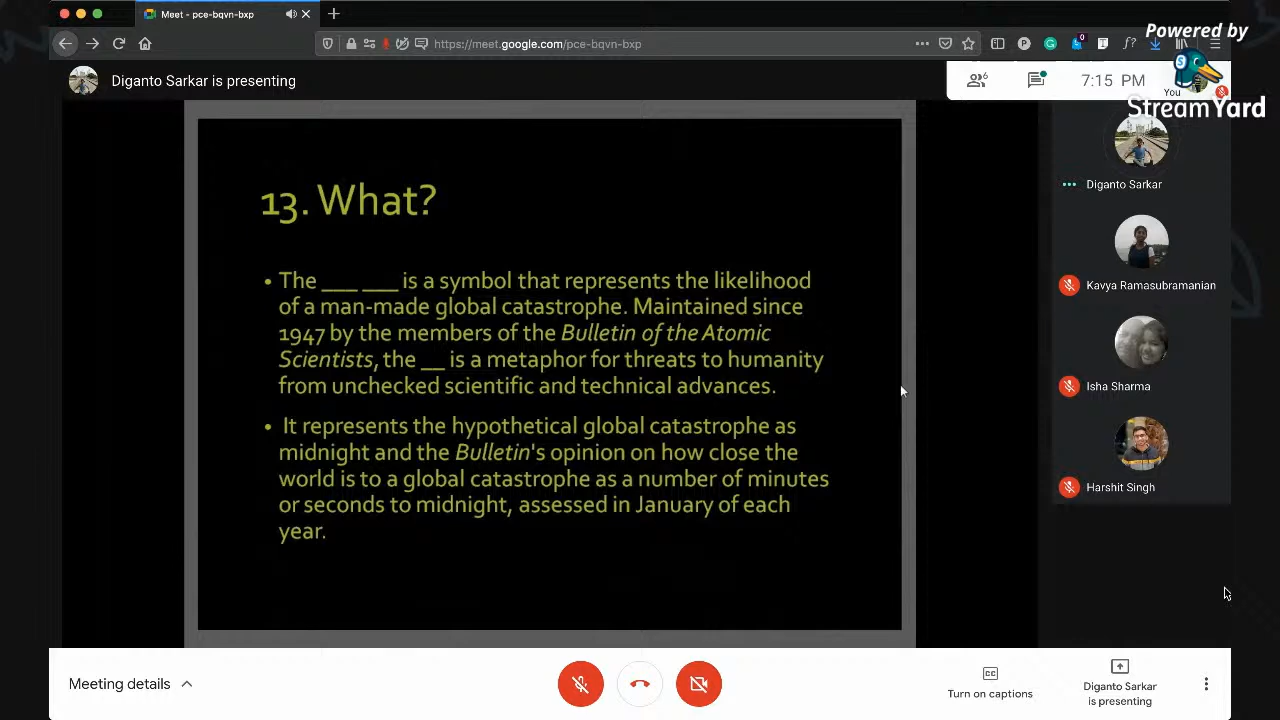 Meet - pce-bqvn-bxp
Powered by
https://meet.google.com/pce-bqvn-bxp
0
f?
Diganto Sarkar is presenting
6
7:15 PM
You
S
StreamYard
13. What?
• The ___ ___ is a symbol that represents the likelihood
of a man-made global catastrophe. Maintained since
1947 by the members of the Bulletin of the Atomic
Scientists, the __ is a metaphor for threats to humanity
from unchecked scientific and technical advances.
• It represents the hypothetical global catastrophe as
midnight and the Bulletin's opinion on how close the
world is to a global catastrophe as a number of minutes
or seconds to midnight, assessed in January of each
year.
Diganto Sarkar
Kavya Ramasubramanian
Isha Sharma
Harshit Singh
Meeting details
CC
Turn on captions
Diganto Sarkar
is presenting